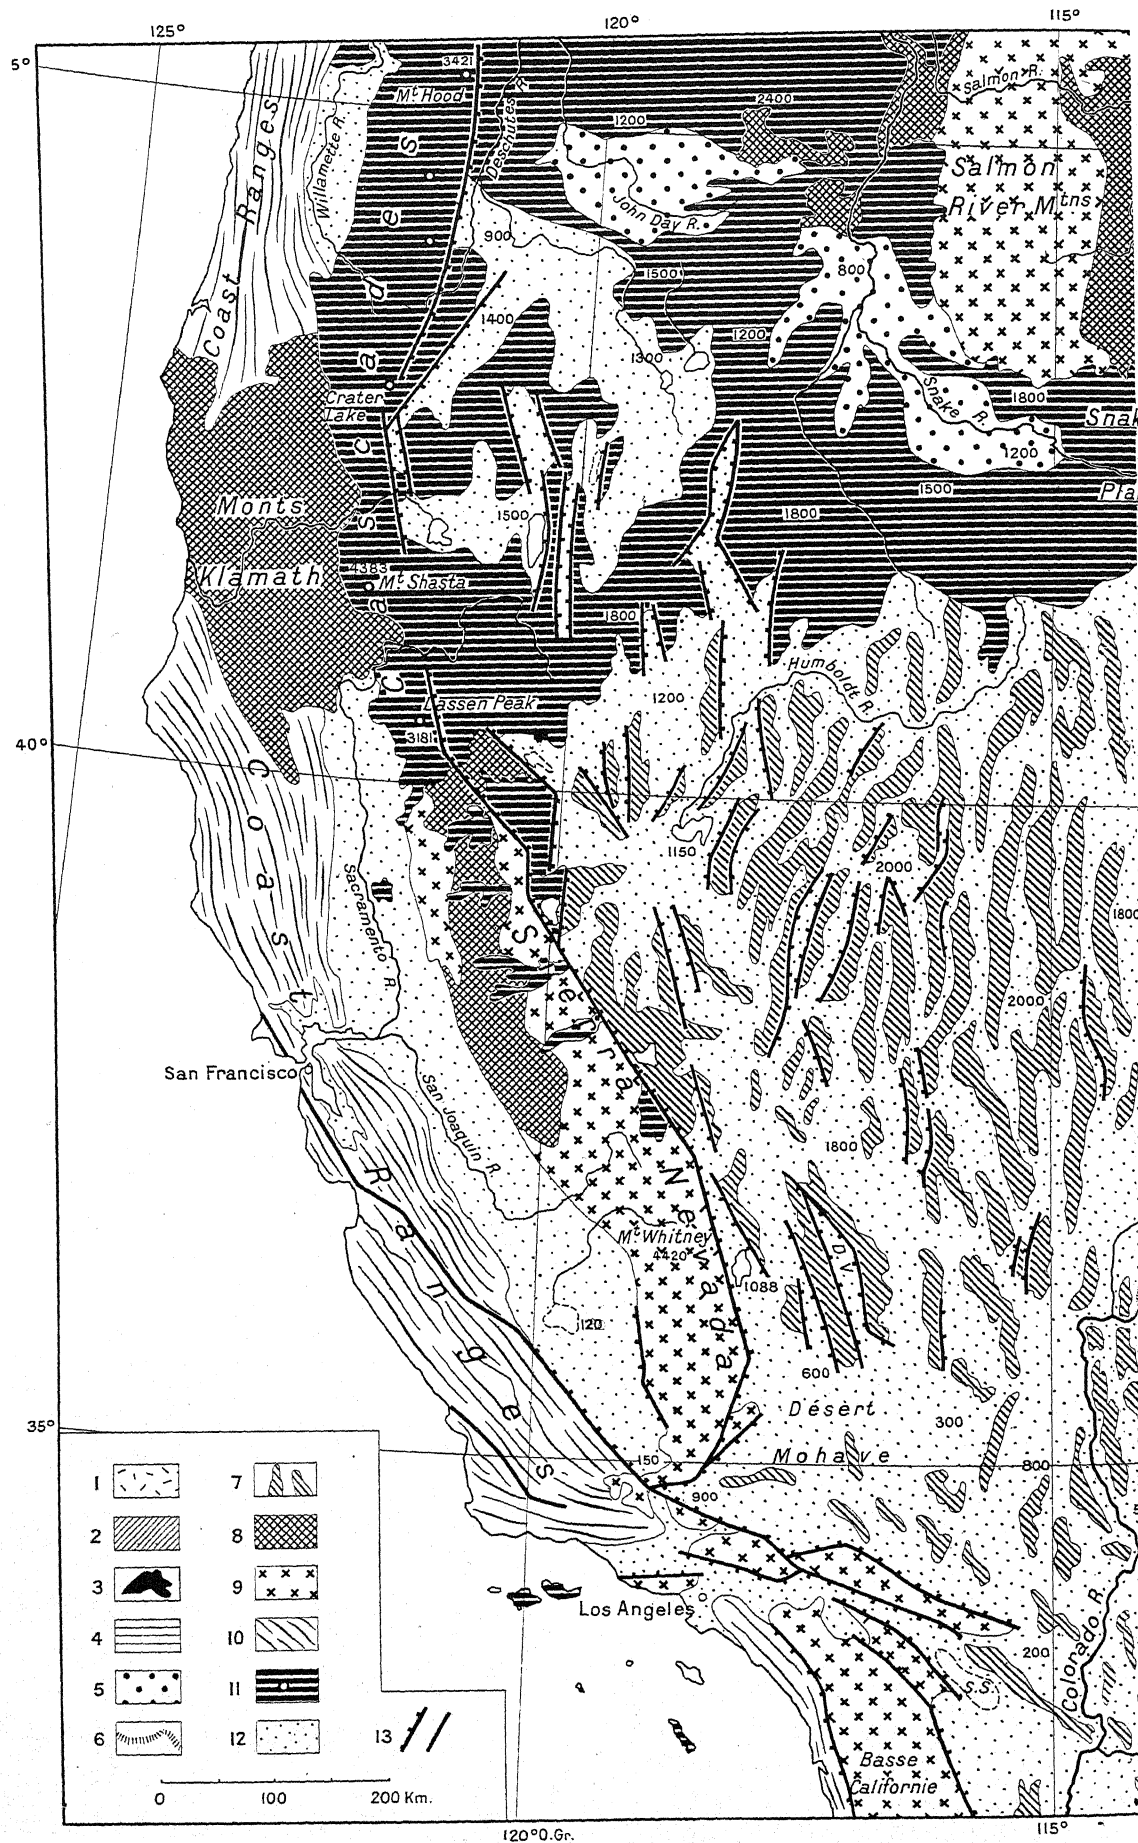 125°
120°
115°
5°
3421
Mt. Hood
Deschutes R.
2400
1200
Salmon R.
Willamette R.
Coast Ranges
Salmon
River Mtns
John Day R.
900
800
1500
1400
1200
1300
Cascades
Crater
Lake
1800
Snake R.
Snak
1200
1500
Pla
Monts
Klamath
1500
1800
4383
Mt. Shasta
1800
Humboldt R.
1200
Lassen Peak
3181
40°
1150
2000
1800
Sacramento R.
Coast Ranges
Sierra Nevada
2000
San Francisco
San Joaquin R.
1800
Mt. Whitney
4420
D.V.
1088
120
600
Désert
Mohave
300
35°
150
800
900
Los Angeles
200
Colorado R.
S.S.
Basse
Californie
1
2
3
4
5
6
7
8
9
10
11
12
13
0 100 200 Km.
120° O.Gr.
115°